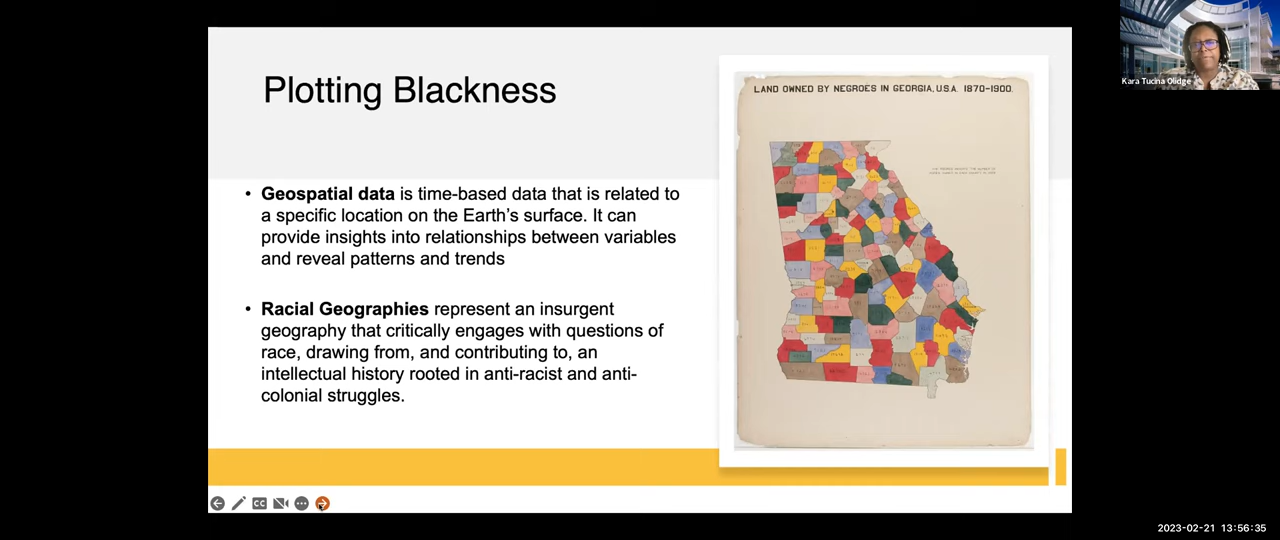 Plotting Blackness
• Geospatial data is time-based data that is related to
a specific location on the Earth's surface. It can
provide insights into relationships between variables
and reveal patterns and trends
• Racial Geographies represent an insurgent
geography that critically engages with questions of
race, drawing from, and contributing to, an
intellectual history rooted in anti-racist and anti-
colonial struggles.
LAND OWNED BY NEGROES IN GEORGIA, U.S.A. 1870-1900.
CC
Kara Tucina Olidge
2023-02-21 13:56:35